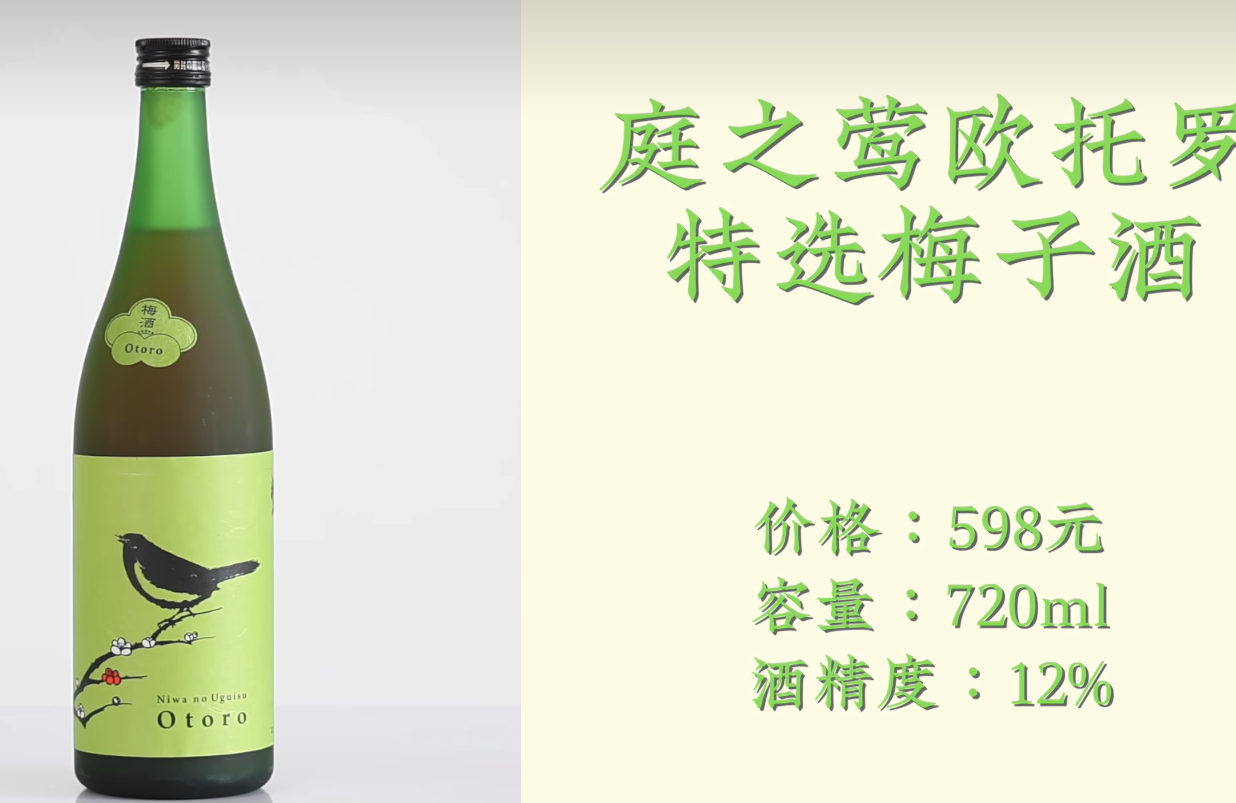 梅
酒
Otoro
Niwa no Uguisu
Otoro
庭之莺欧托罗
特选梅子酒
价格：598元
容量：720ml
酒精度：12%